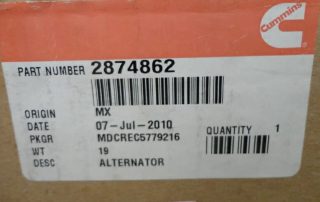 Cummins
PART NUMBER 2874862
ORIGIN MX
DATE 07-Jul-2010
PKGR MDCREC5779216
QUANTITY 1
WT 19
DESC ALTERNATOR